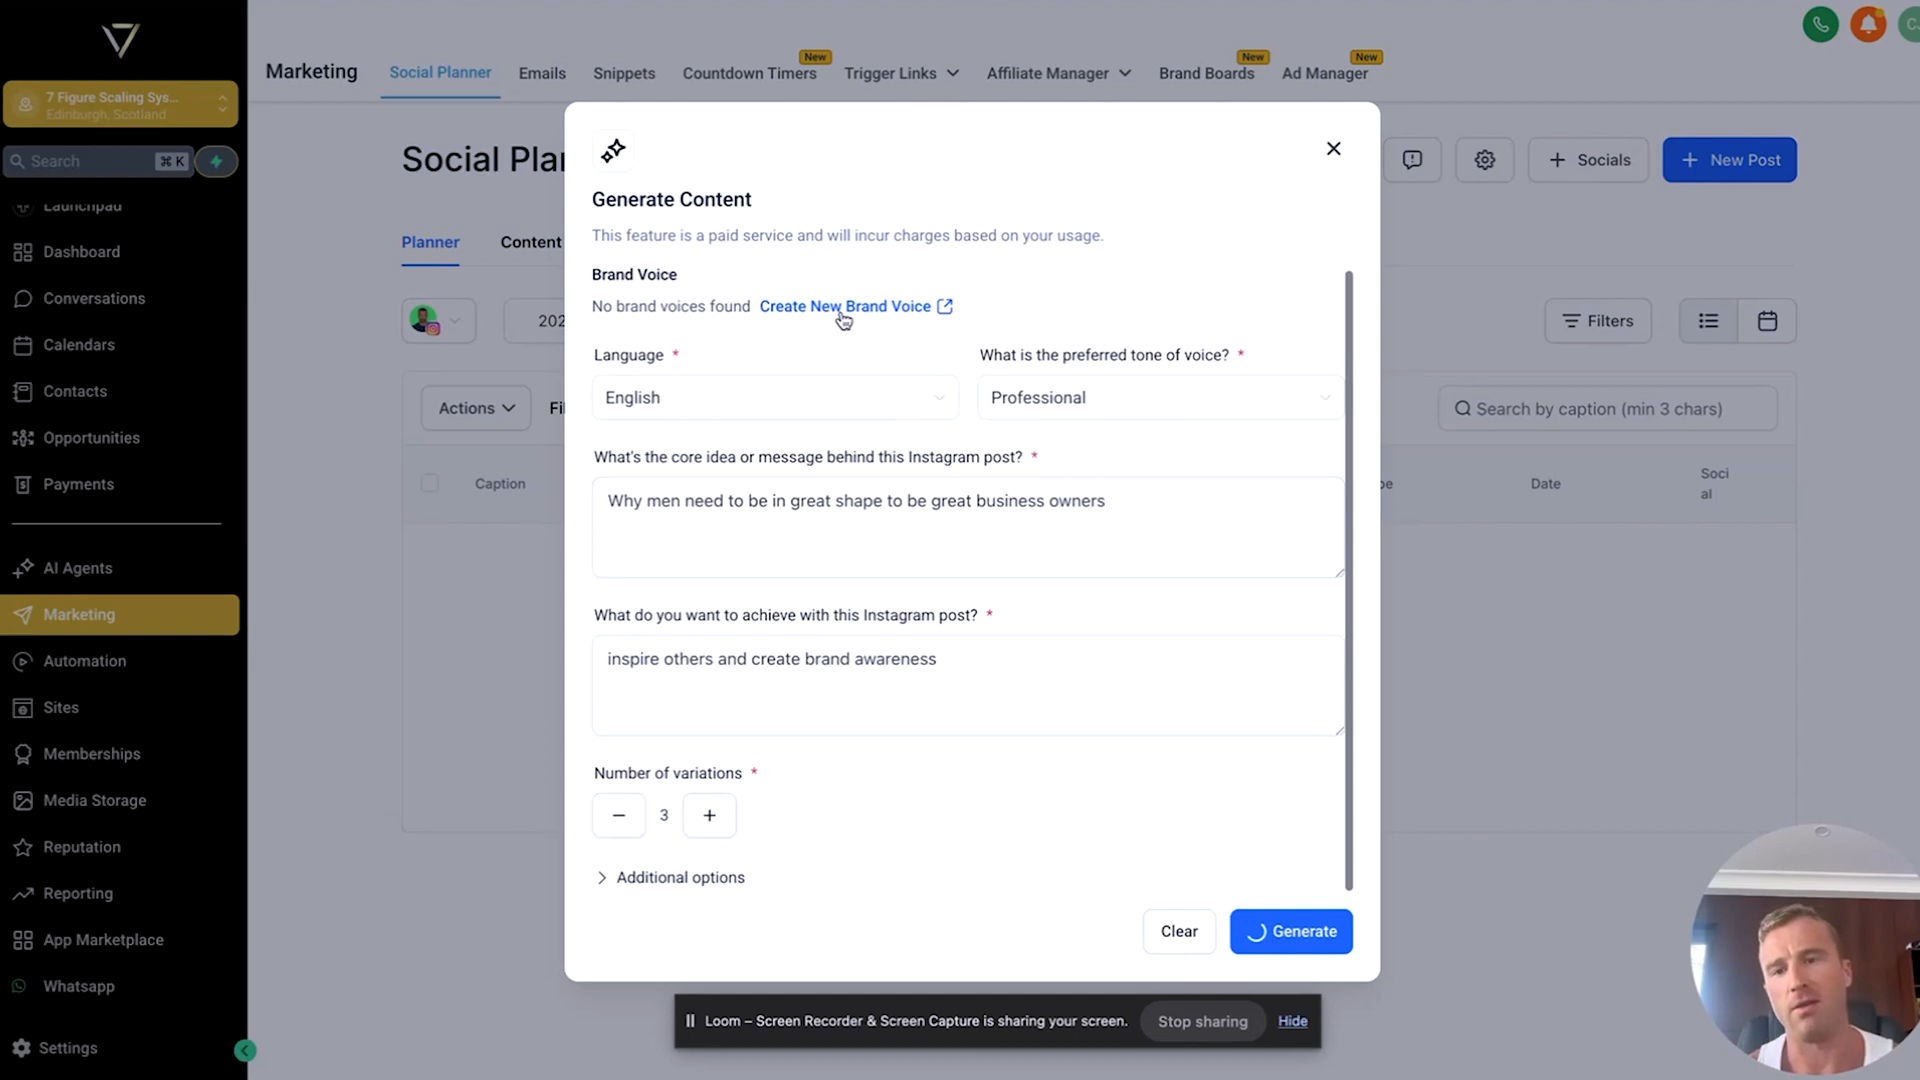 7 Figure Scaling Sys...
Edinburgh, Scotland
Search
⌘ K
Launchpad
Dashboard
Conversations
Calendars
Contacts
Opportunities
Payments
AI Agents
Marketing
Automation
Sites
Memberships
Media Storage
Reputation
Reporting
App Marketplace
Whatsapp
Settings
Marketing
Social Planner
Emails
Snippets
Countdown Timers
New
Trigger Links
Affiliate Manager
Brand Boards
New
Ad Manager
New
Social Plan
+ Socials
+ New Post
Planner
Content
202
Filters
Actions
Fil
Search by caption (min 3 chars)
Caption
pe
Date
Soci
al
Generate Content
This feature is a paid service and will incur charges based on your usage.
Brand Voice
No brand voices found Create New Brand Voice
Language *
What is the preferred tone of voice? *
English
Professional
What's the core idea or message behind this Instagram post? *
Why men need to be in great shape to be great business owners
What do you want to achieve with this Instagram post? *
inspire others and create brand awareness
Number of variations *
− 3 +
Additional options
Clear
Generate
Loom – Screen Recorder & Screen Capture is sharing your screen.
Stop sharing
Hide